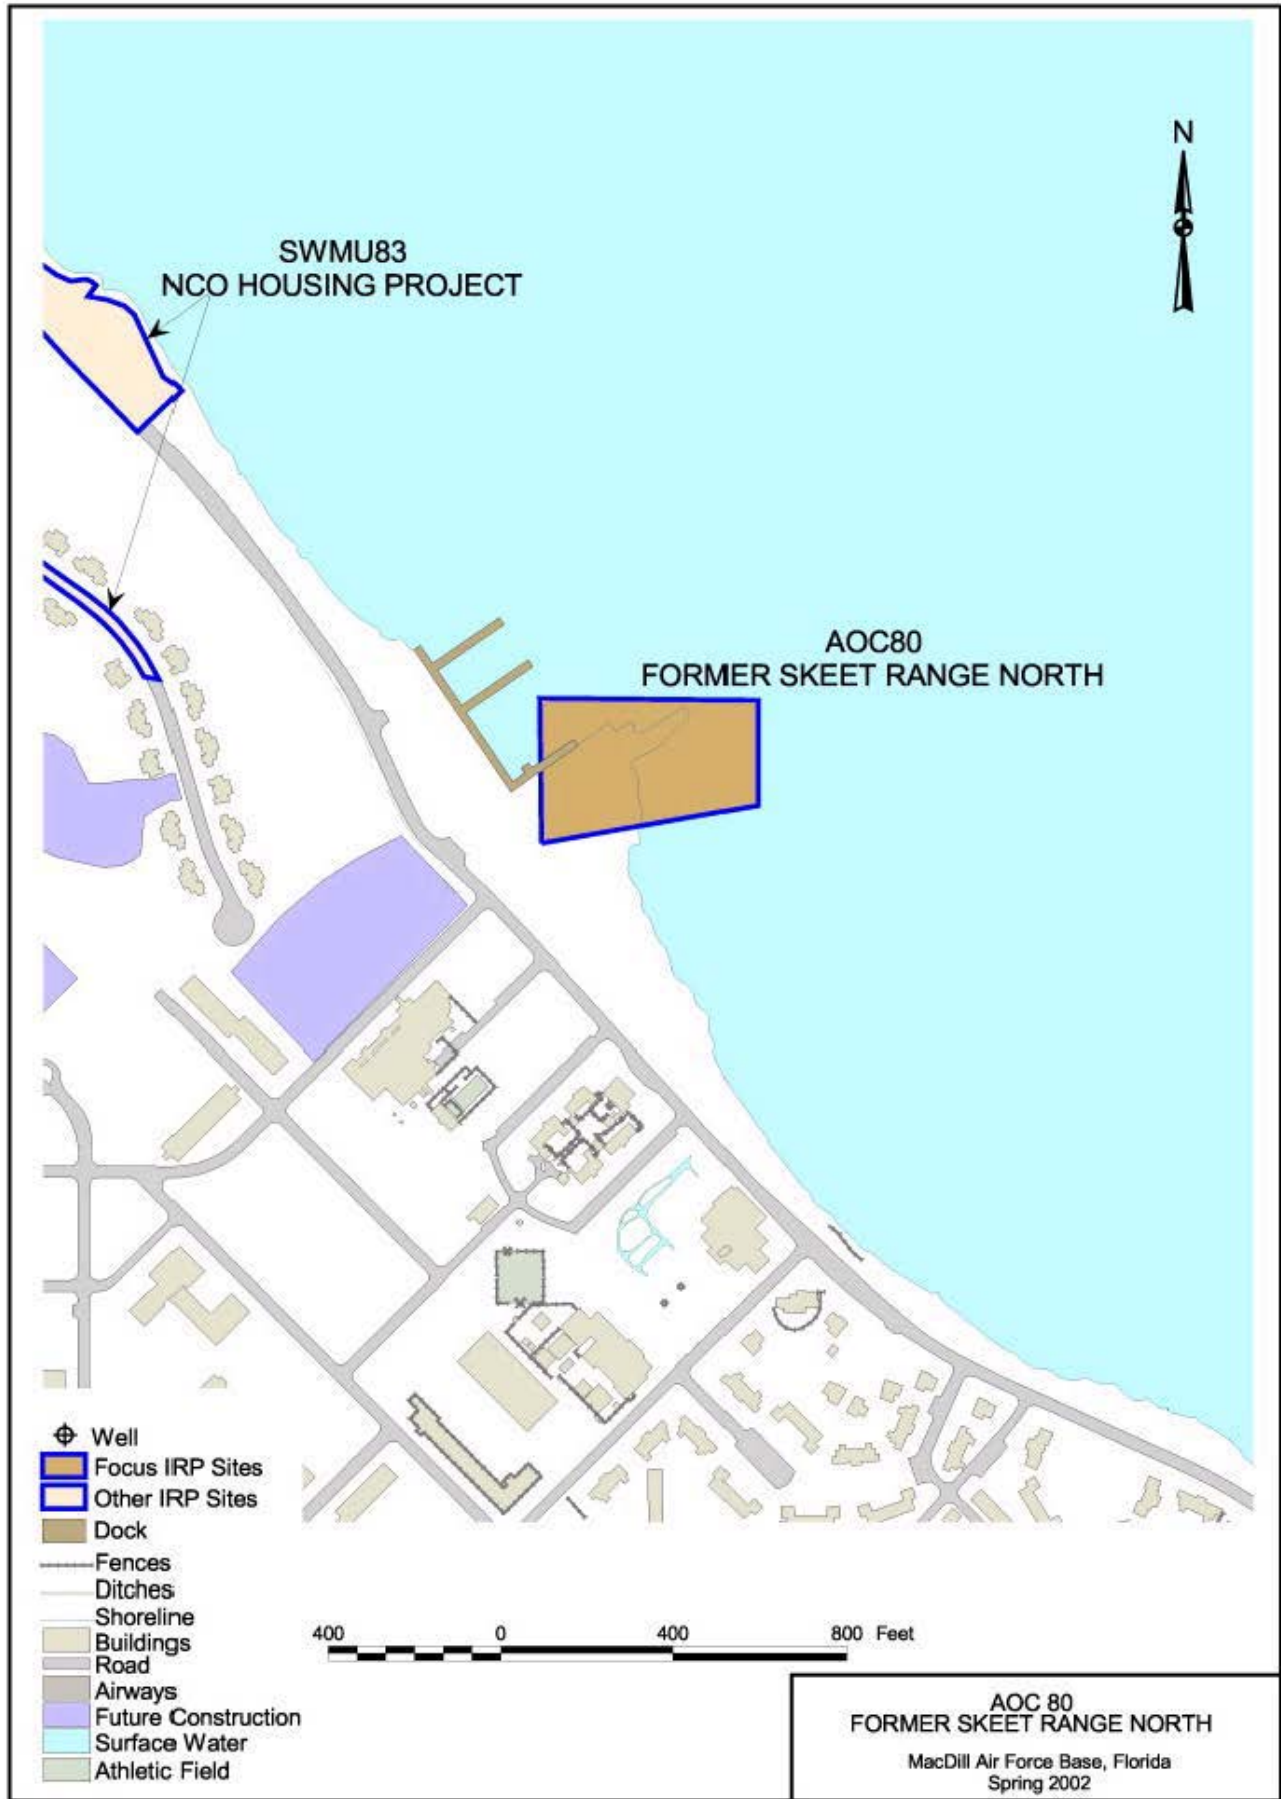 N
SWMU83
NCO HOUSING PROJECT
AOC80
FORMER SKEET RANGE NORTH
Well
Focus IRP Sites
Other IRP Sites
Dock
Fences
Ditches
Shoreline
Buildings
Road
Airways
Future Construction
Surface Water
Athletic Field
400 0 400 800 Feet
AOC 80
FORMER SKEET RANGE NORTH
MacDill Air Force Base, Florida
Spring 2002